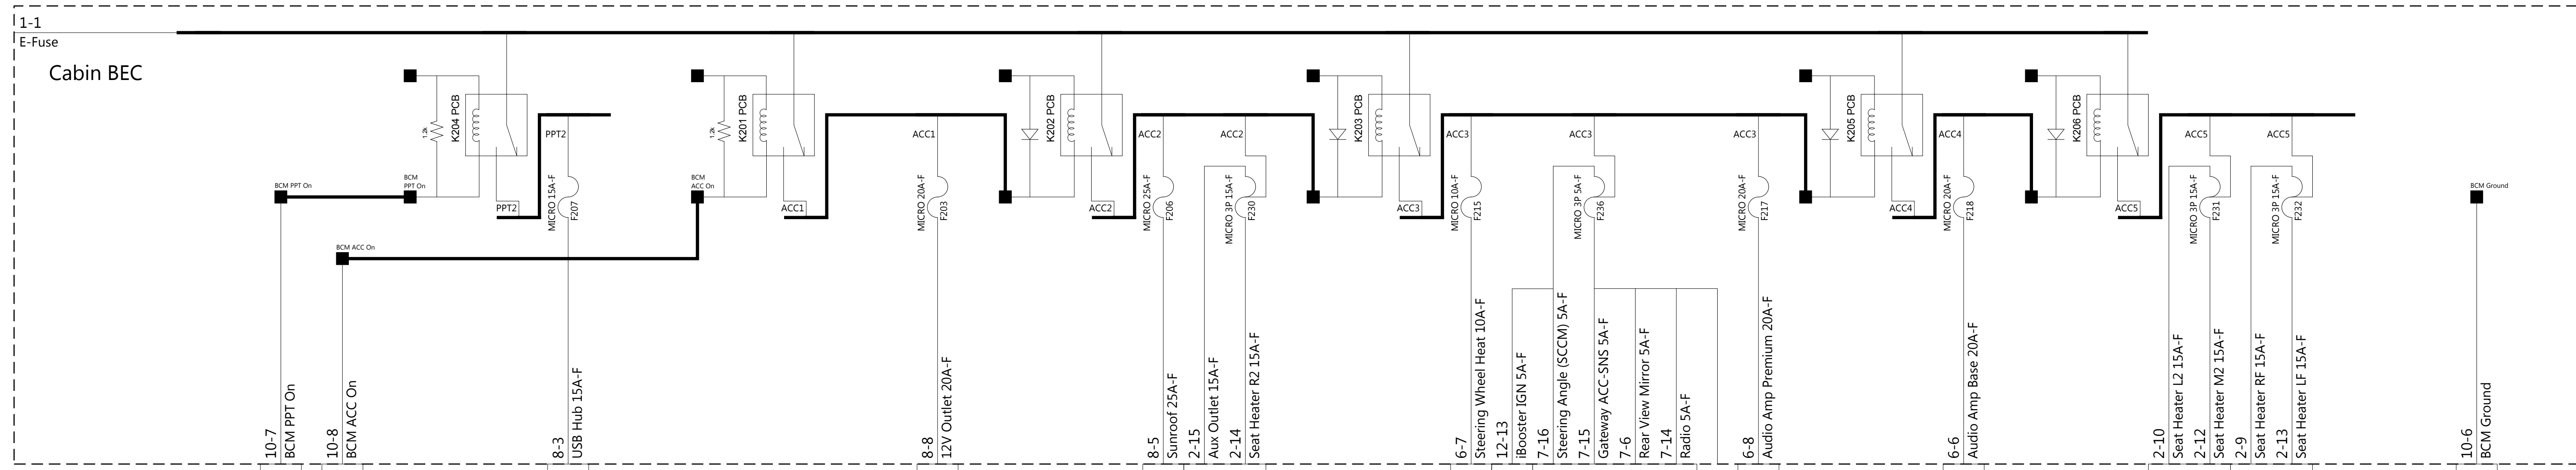 1-1
E-Fuse
Cabin BEC
1.2k
K204 PCB
1.2k
K201 PCB
K202 PCB
K203 PCB
K205 PCB
K206 PCB
PPT2
ACC1
ACC2
ACC2
ACC3
ACC3
ACC3
ACC4
ACC5
ACC5
BCM PPT On
BCM
PPT On
BCM
ACC On
BCM Ground
PPT2
MICRO 15A-F
F207
ACC1
MICRO 20A-F
F203
ACC2
MICRO 25A-F
F206
MICRO 3P 15A-F
F230
ACC3
MICRO 10A-F
F215
MICRO 3P 5A-F
F236
MICRO 20A-F
F217
ACC4
MICRO 20A-F
F218
ACC5
MICRO 3P 15A-F
F231
MICRO 3P 15A-F
F232
BCM ACC On
10-7
BCM PPT On
10-8
BCM ACC On
8-3
USB Hub 15A-F
8-8
12V Outlet 20A-F
8-5
Sunroof 25A-F
2-15
Aux Outlet 15A-F
2-14
Seat Heater R2 15A-F
6-7
Steering Wheel Heat 10A-F
12-13
iBooster IGN 5A-F
7-16
Steering Angle (SCCM) 5A-F
7-15
Gateway ACC-SNS 5A-F
7-6
Rear View Mirror 5A-F
7-14
Radio 5A-F
6-8
Audio Amp Premium 20A-F
6-6
Audio Amp Base 20A-F
2-10
Seat Heater L2 15A-F
2-12
Seat Heater M2 15A-F
2-9
Seat Heater RF 15A-F
2-13
Seat Heater LF 15A-F
10-6
BCM Ground